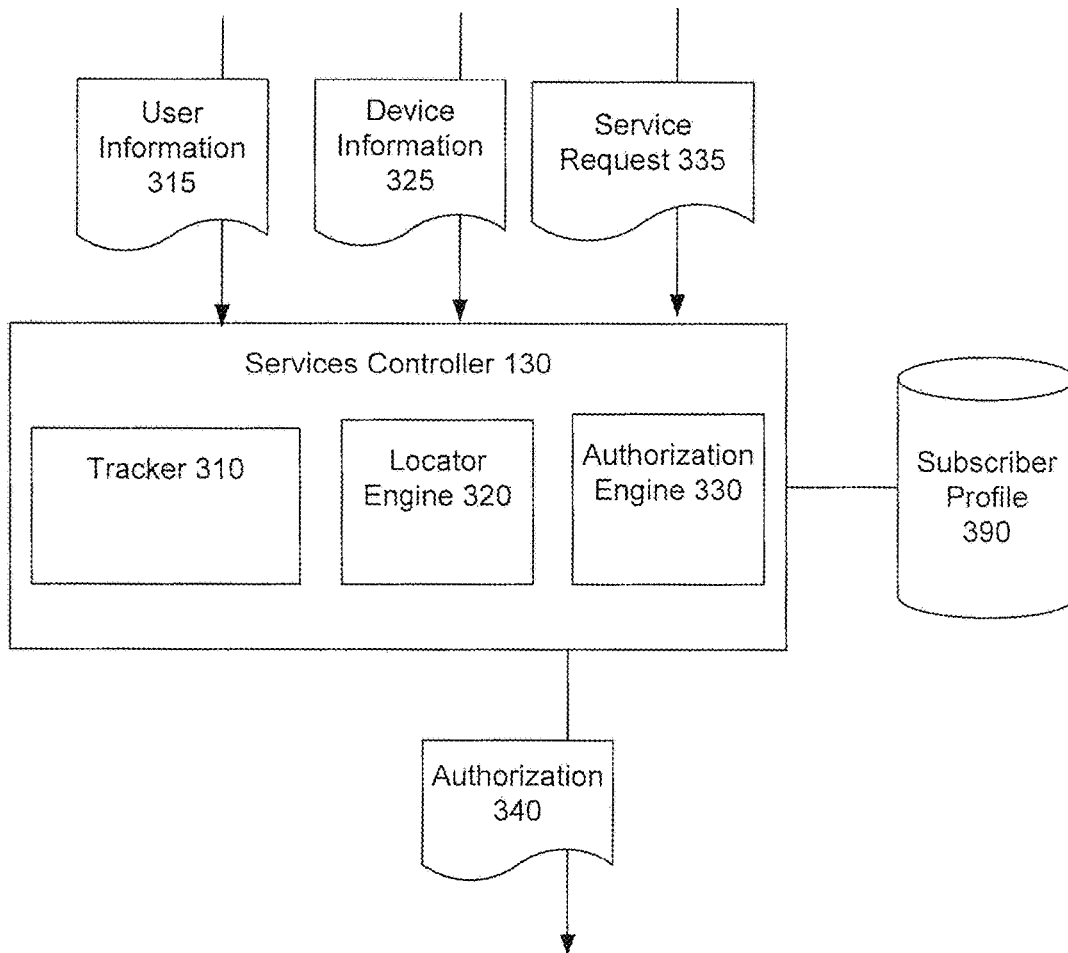 User
Information
315
Device
Information
325
Service
Request 335
Services Controller 130
Tracker 310
Locator
Engine 320
Authorization
Engine 330
Subscriber
Profile
390
Authorization
340